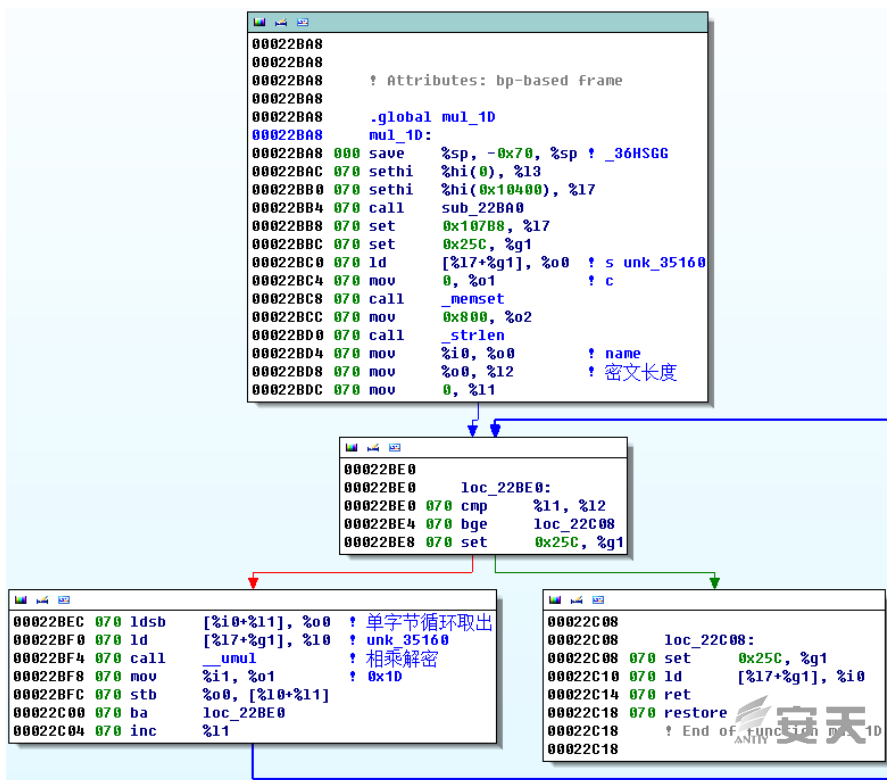 00022BA8
00022BA8
00022BA8 ! Attributes: bp-based frame
00022BA8
00022BA8 .global mul_1D
00022BA8 mul_1D:
00022BA8 000 save %sp, -0x70, %sp ! _36HSGG
00022BAC 070 sethi %hi(0), %l3
00022BB0 070 sethi %hi(0x10400), %l7
00022BB4 070 call sub_22BA0
00022BB8 070 set 0x107B8, %l7
00022BBC 070 set 0x25C, %g1
00022BC0 070 ld [%l7+%g1], %o0 ! s unk_35160
00022BC4 070 mov 0, %o1 ! c
00022BC8 070 call _memset
00022BCC 070 mov 0x800, %o2
00022BD0 070 call _strlen
00022BD4 070 mov %i0, %o0 ! name
00022BD8 070 mov %o0, %l2 ! 密文长度
00022BDC 070 mov 0, %l1
00022BE0
00022BE0 loc_22BE0:
00022BE0 070 cmp %l1, %l2
00022BE4 070 bge loc_22C08
00022BE8 070 set 0x25C, %g1
00022BEC 070 ldsb [%i0+%l1], %o0 ! 单字节循环取出
00022BF0 070 ld [%l7+%g1], %l0 ! unk_35160
00022BF4 070 call __umul ! 相乘解密
00022BF8 070 mov %i1, %o1 ! 0x1D
00022BFC 070 stb %o0, [%l0+%l1]
00022C00 070 ba loc_22BE0
00022C04 070 inc %l1
00022C08
00022C08 loc_22C08:
00022C08 070 set 0x25C, %g1
00022C10 070 ld [%l7+%g1], %i0
00022C14 070 ret
00022C18 070 restore
00022C18 ! End of function mul_1D
00022C18
安天
ANTIY